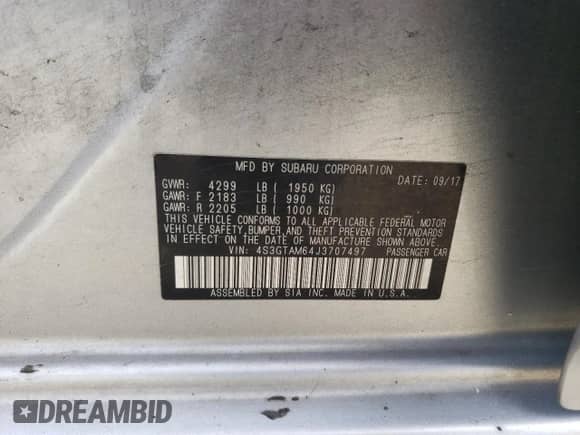 MFD BY SUBARU CORPORATION
GVWR: 4299 LB ( 1950 KG) DATE: 09/17
GAWR: F 2183 LB ( 990 KG)
GAWR: R 2205 LB ( 1000 KG)
THIS VEHICLE CONFORMS TO ALL APPLICABLE FEDERAL MOTOR
VEHICLE SAFETY, BUMPER, AND THEFT PREVENTION STANDARDS
IN EFFECT ON THE DATE OF MANUFACTURE SHOWN ABOVE.
VIN: 4S3GTAM64J3707497 PASSENGER CAR
ASSEMBLED BY SIA INC. MADE IN U.S.A.
DREAMBID